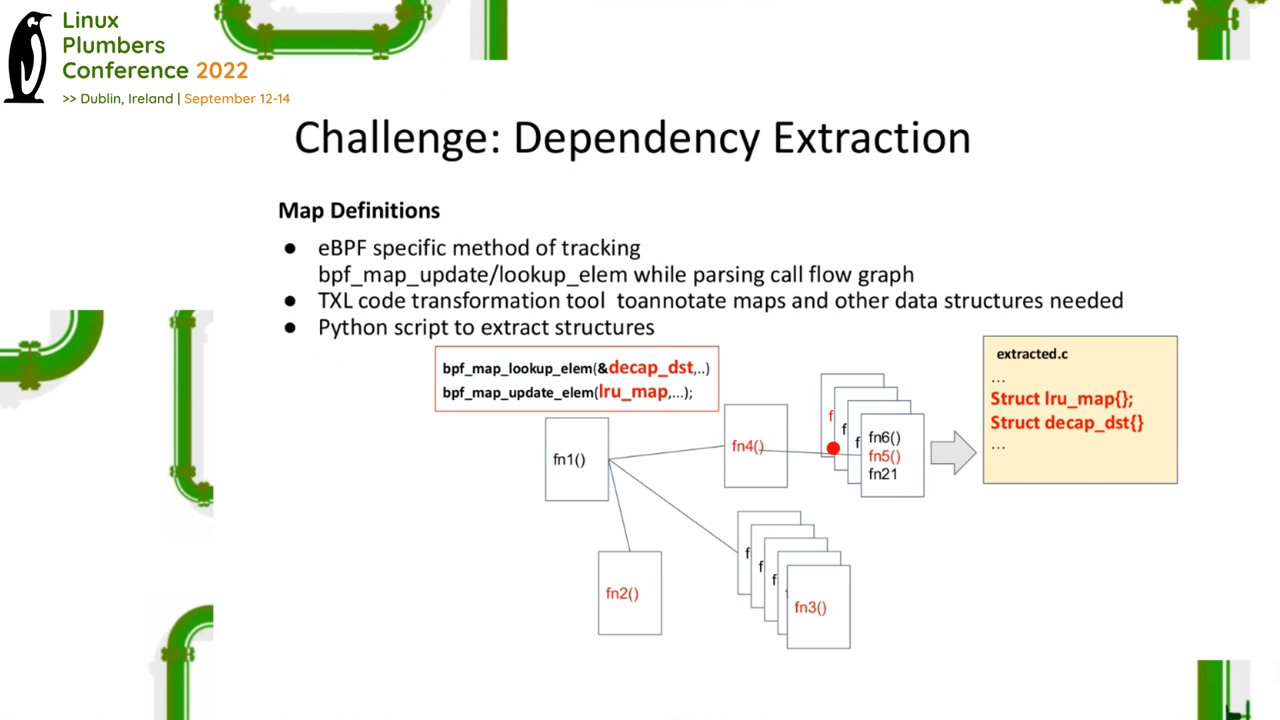 Linux
Plumbers
Conference 2022
>> Dublin, Ireland | September 12-14
Challenge: Dependency Extraction
Map Definitions
● eBPF specific method of tracking
bpf_map_update/lookup_elem while parsing call flow graph
● TXL code transformation tool  toannotate maps and other data structures needed
● Python script to extract structures
bpf_map_lookup_elem(&decap_dst,..)
bpf_map_update_elem(lru_map,...);
extracted.c
...
Struct lru_map{};
Struct decap_dst{}
...
fn1()
fn4()
f
f
f
fn6()
fn5()
fn21
fn2()
f
f
f
fn3()